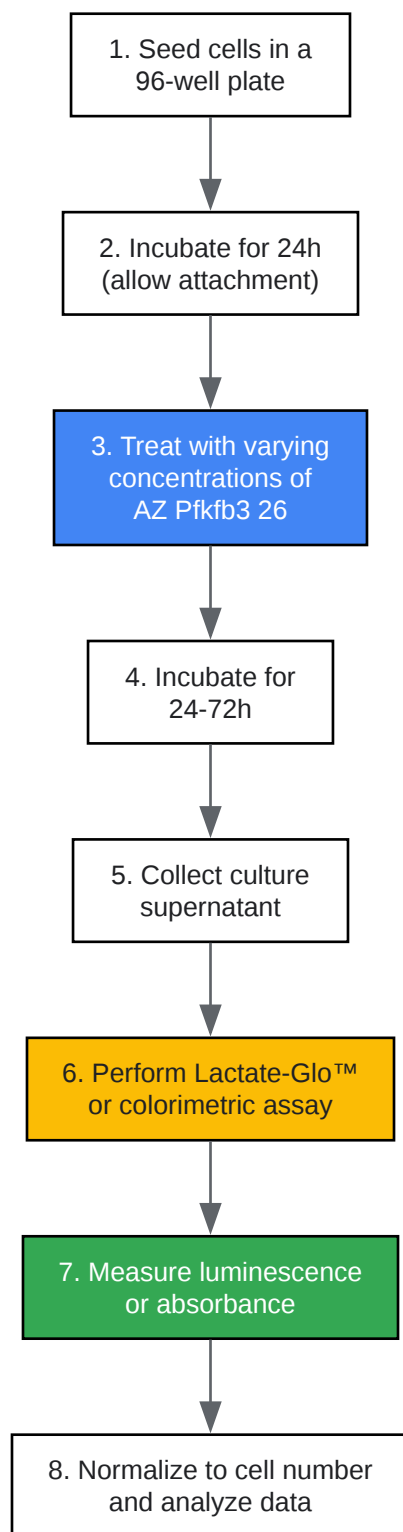 1. Seed cells in a
96-well plate
2. Incubate for 24h
(allow attachment)
3. Treat with varying
concentrations of
AZ Pfkfb3 26
4. Incubate for
24-72h
5. Collect culture
supernatant
6. Perform Lactate-Glo™
or colorimetric assay
7. Measure luminescence
or absorbance
8. Normalize to cell number
and analyze data